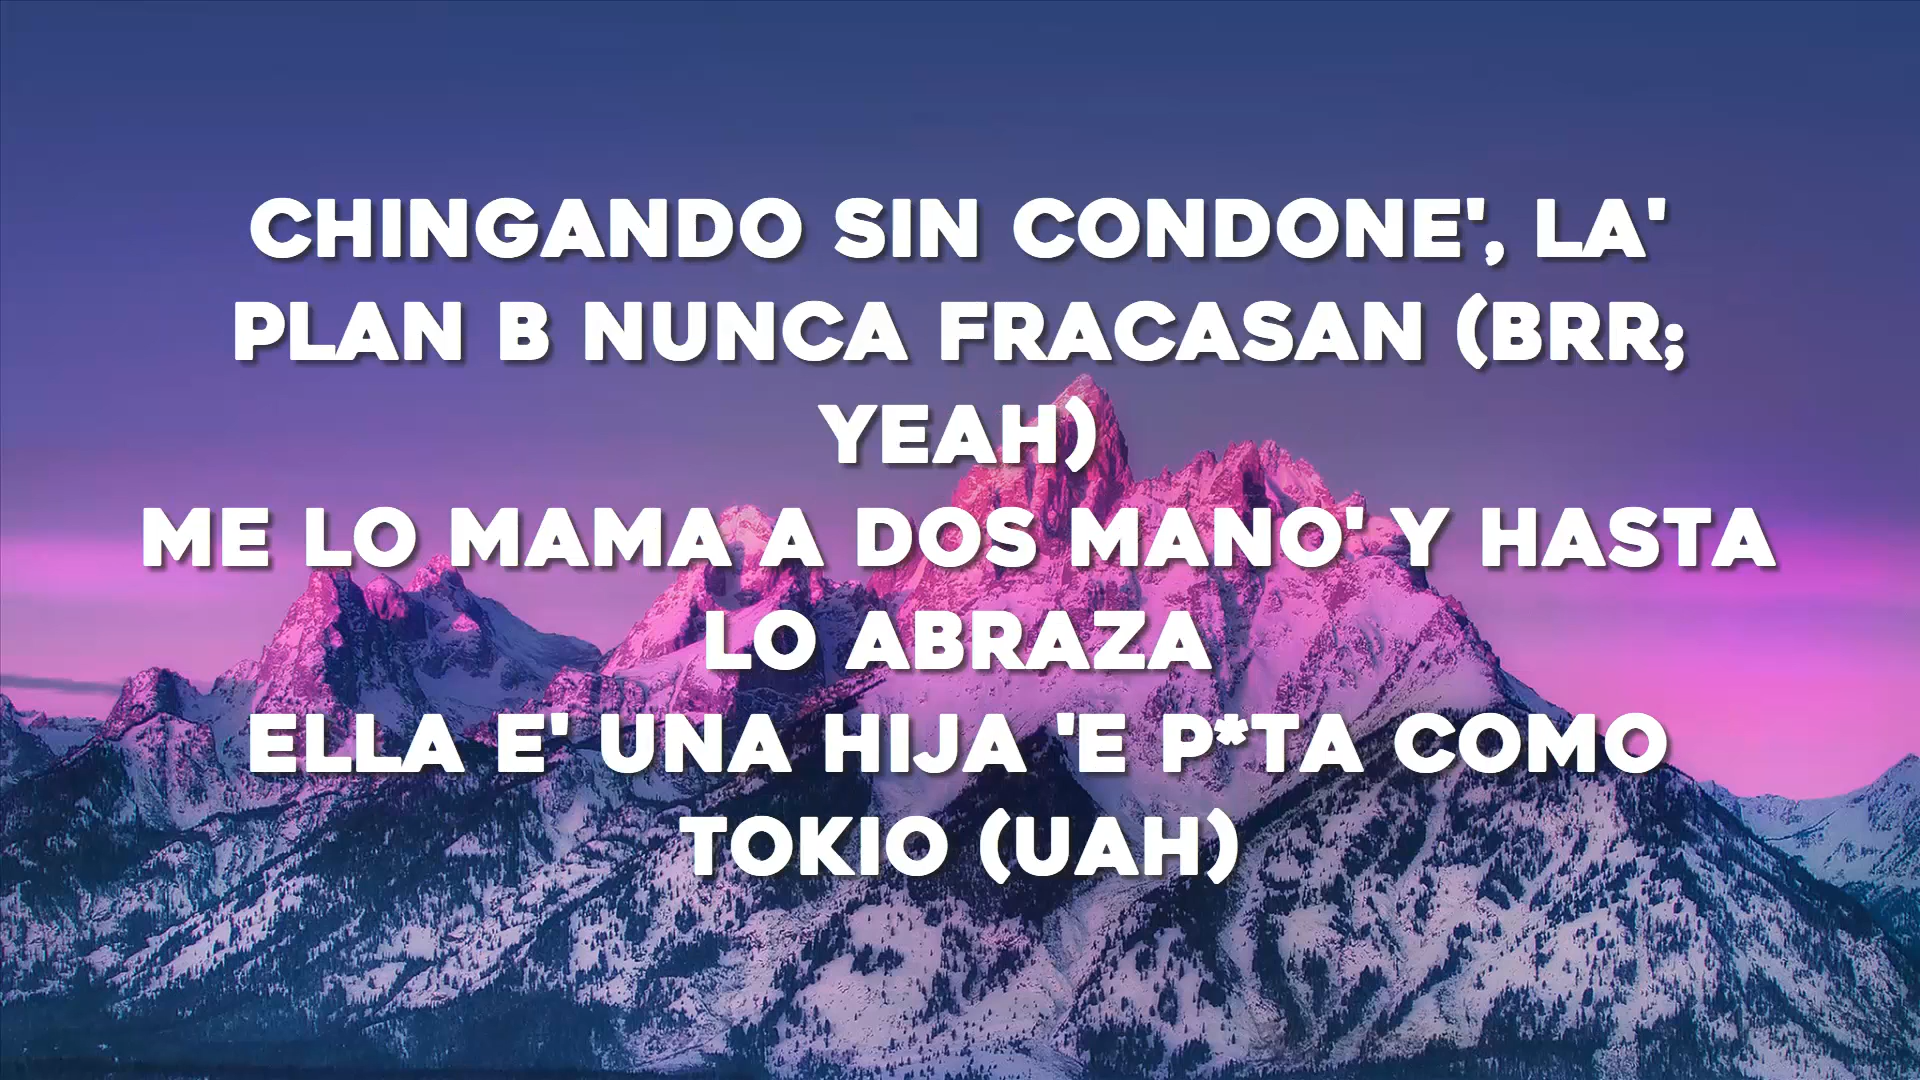 CHINGANDO SIN CONDONE', LA'
PLAN B NUNCA FRACASAN (BRR;
YEAH)
ME LO MAMA A DOS MANO' Y HASTA
LO ABRAZA
ELLA E' UNA HIJA 'E P*TA COMO
TOKIO (UAH)